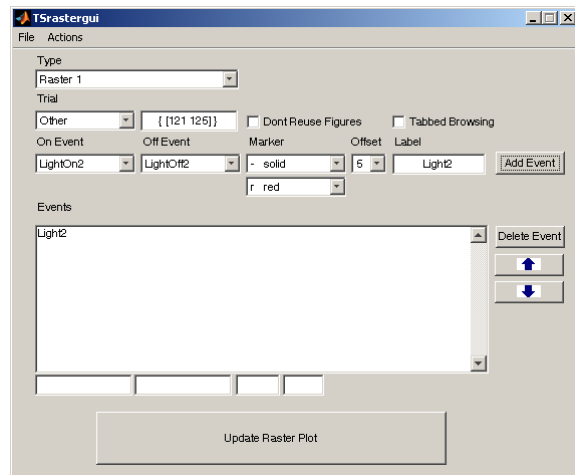 TSrastergui
File Actions
Type
Raster 1
Trial
Other { [121 125] } Dont Reuse Figures Tabbed Browsing
On Event Off Event Marker Offset Label
LightOn2 LightOff2 - solid 5 Light2 Add Event
r red
Events
Light2
Delete Event
Update Raster Plot